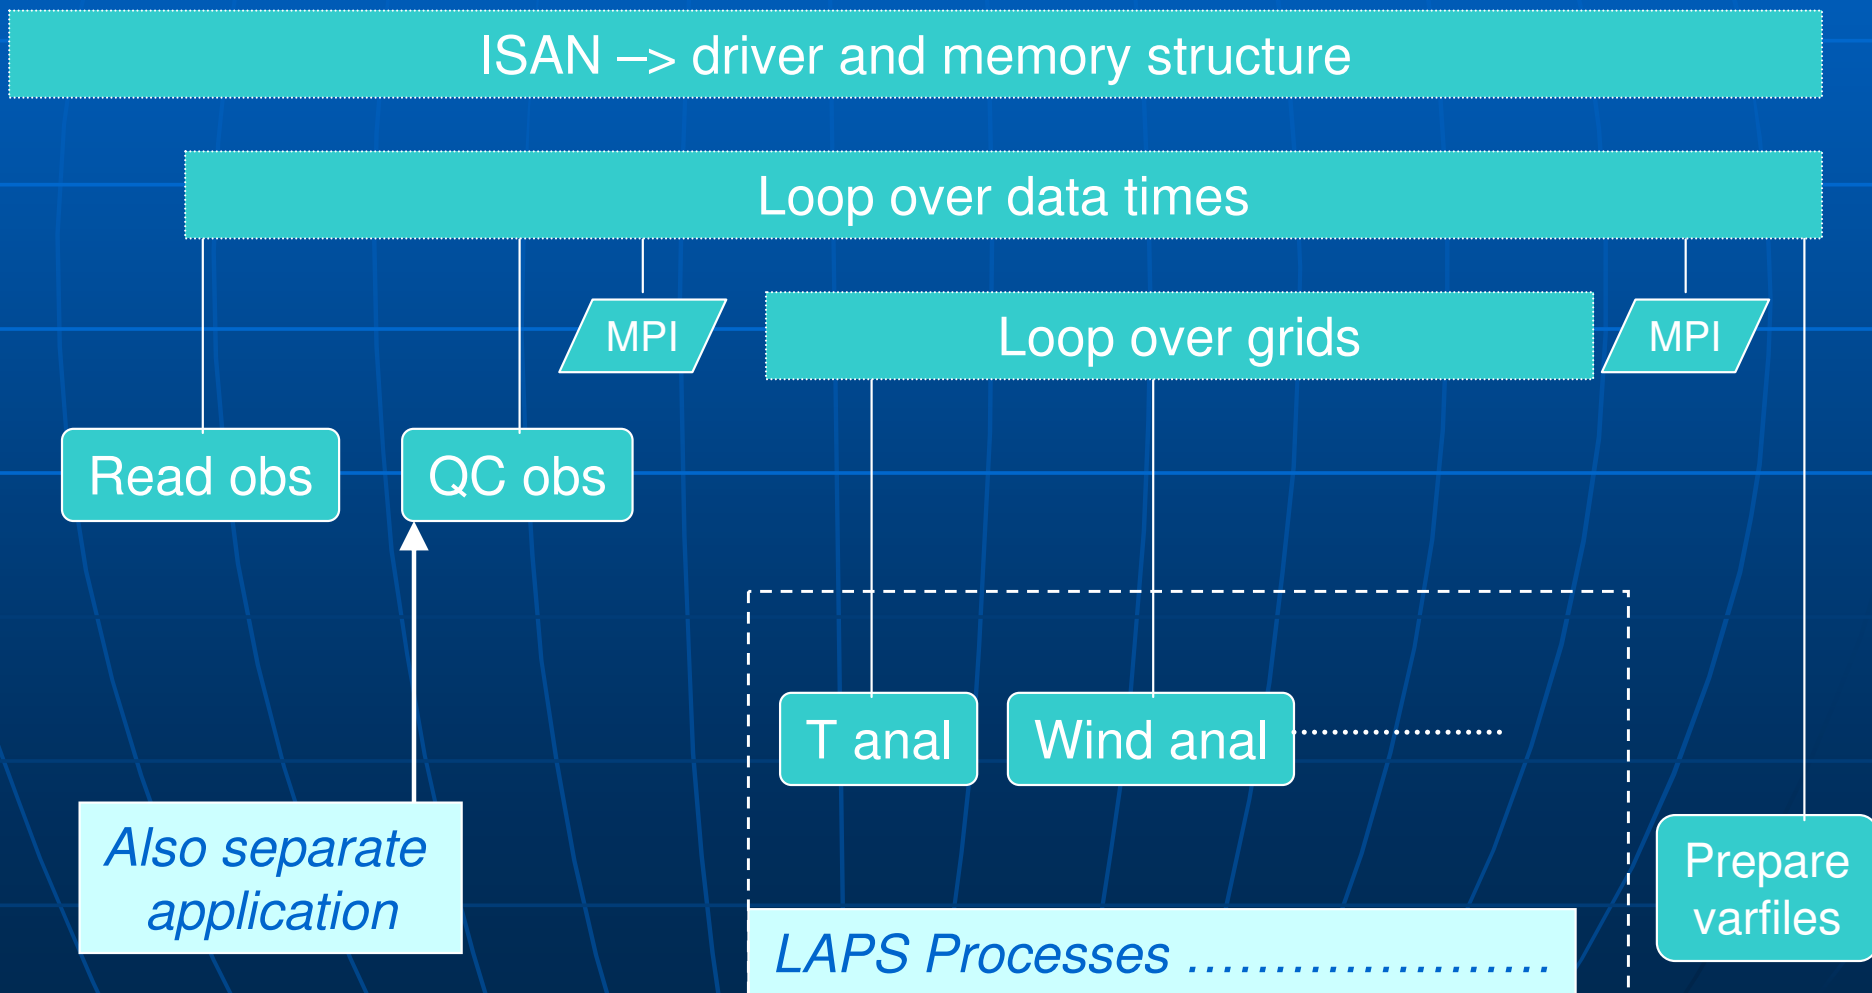 ISAN –> driver and memory structure
Loop over data times
MPI
Loop over grids
MPI
Read obs
QC obs
T anal
Wind anal ...................
Also separate
application
Prepare
varfiles
LAPS Processes …………………